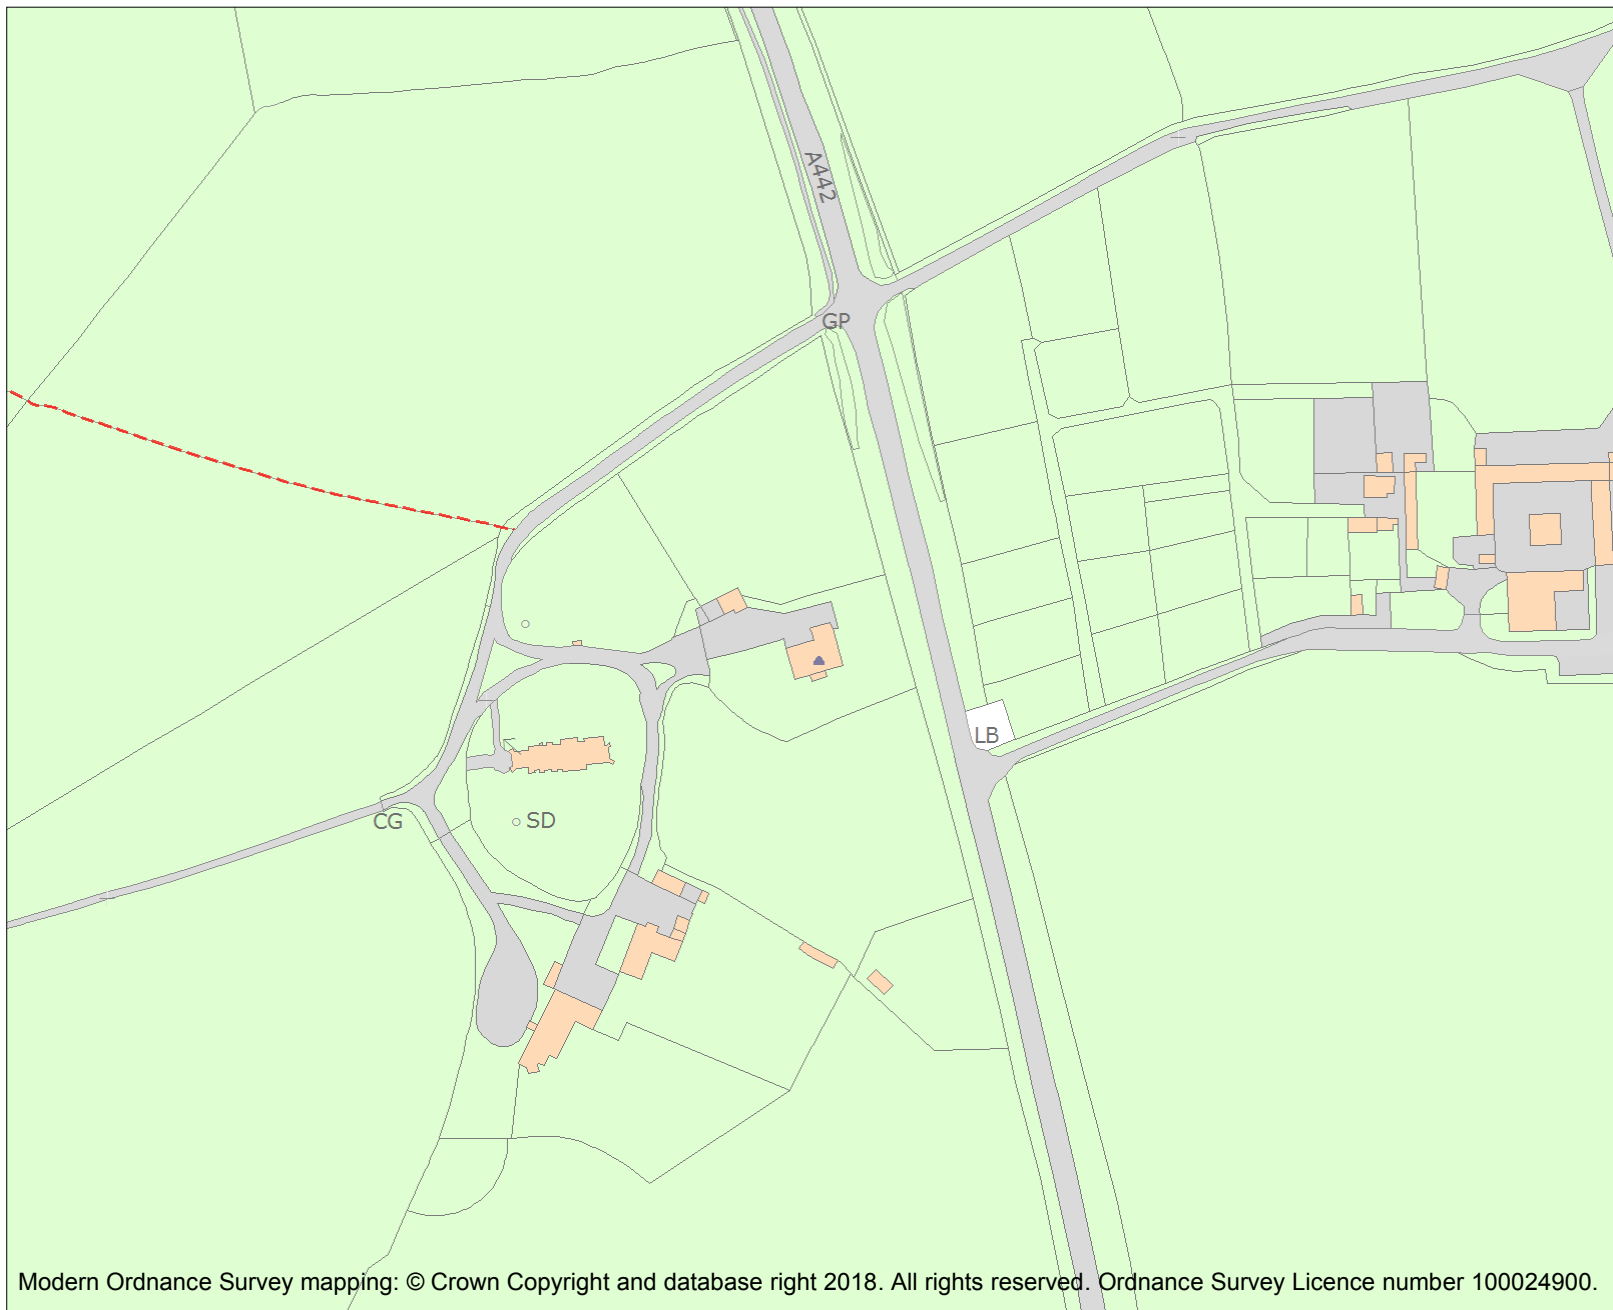 A442
GP
LB
CG
SD
Modern Ordnance Survey mapping: © Crown Copyright and database right 2018. All rights reserved. Ordnance Survey Licence number 100024900.